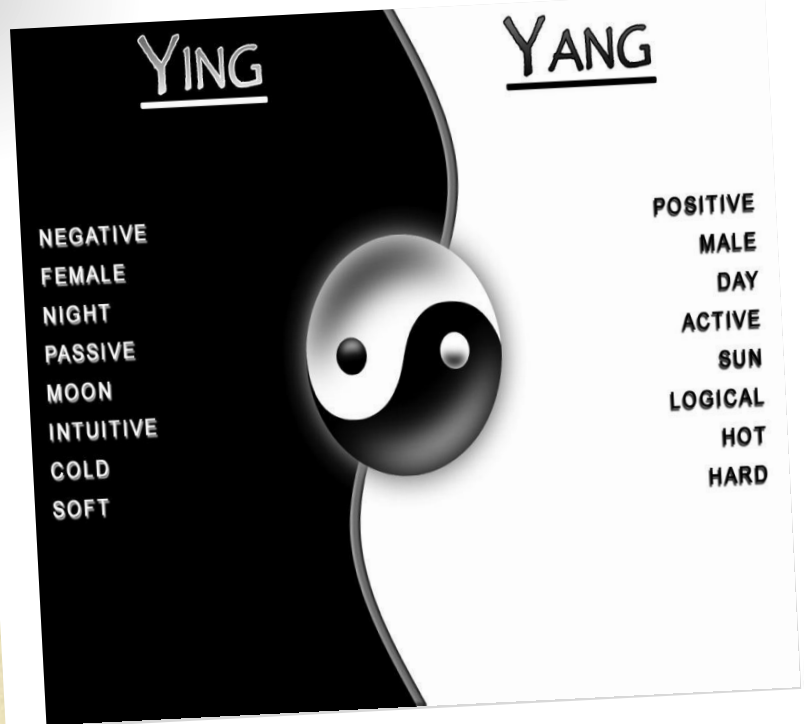 YING
NEGATIVE
FEMALE
NIGHT
PASSIVE
MOON
INTUITIVE
COLD
SOFT
YANG
POSITIVE
MALE
DAY
ACTIVE
SUN
LOGICAL
HOT
HARD